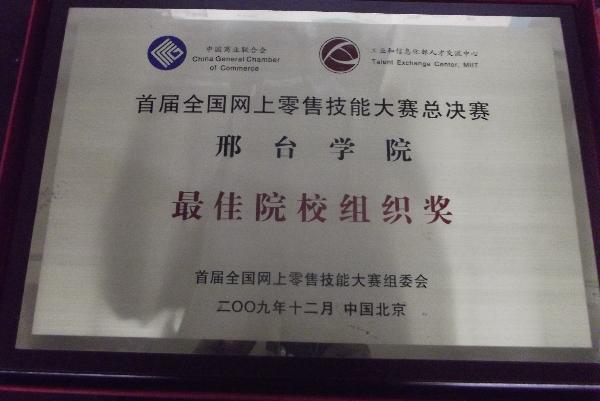 中国商业联合会
China General Chamber
of Commerce
工业和信息化部人才交流中心
Talent Exchange Center, MIIT
首届全国网上零售技能大赛总决赛
邢台学院
最佳院校组织奖
首届全国网上零售技能大赛组委会
二〇〇九年十二月 中国北京